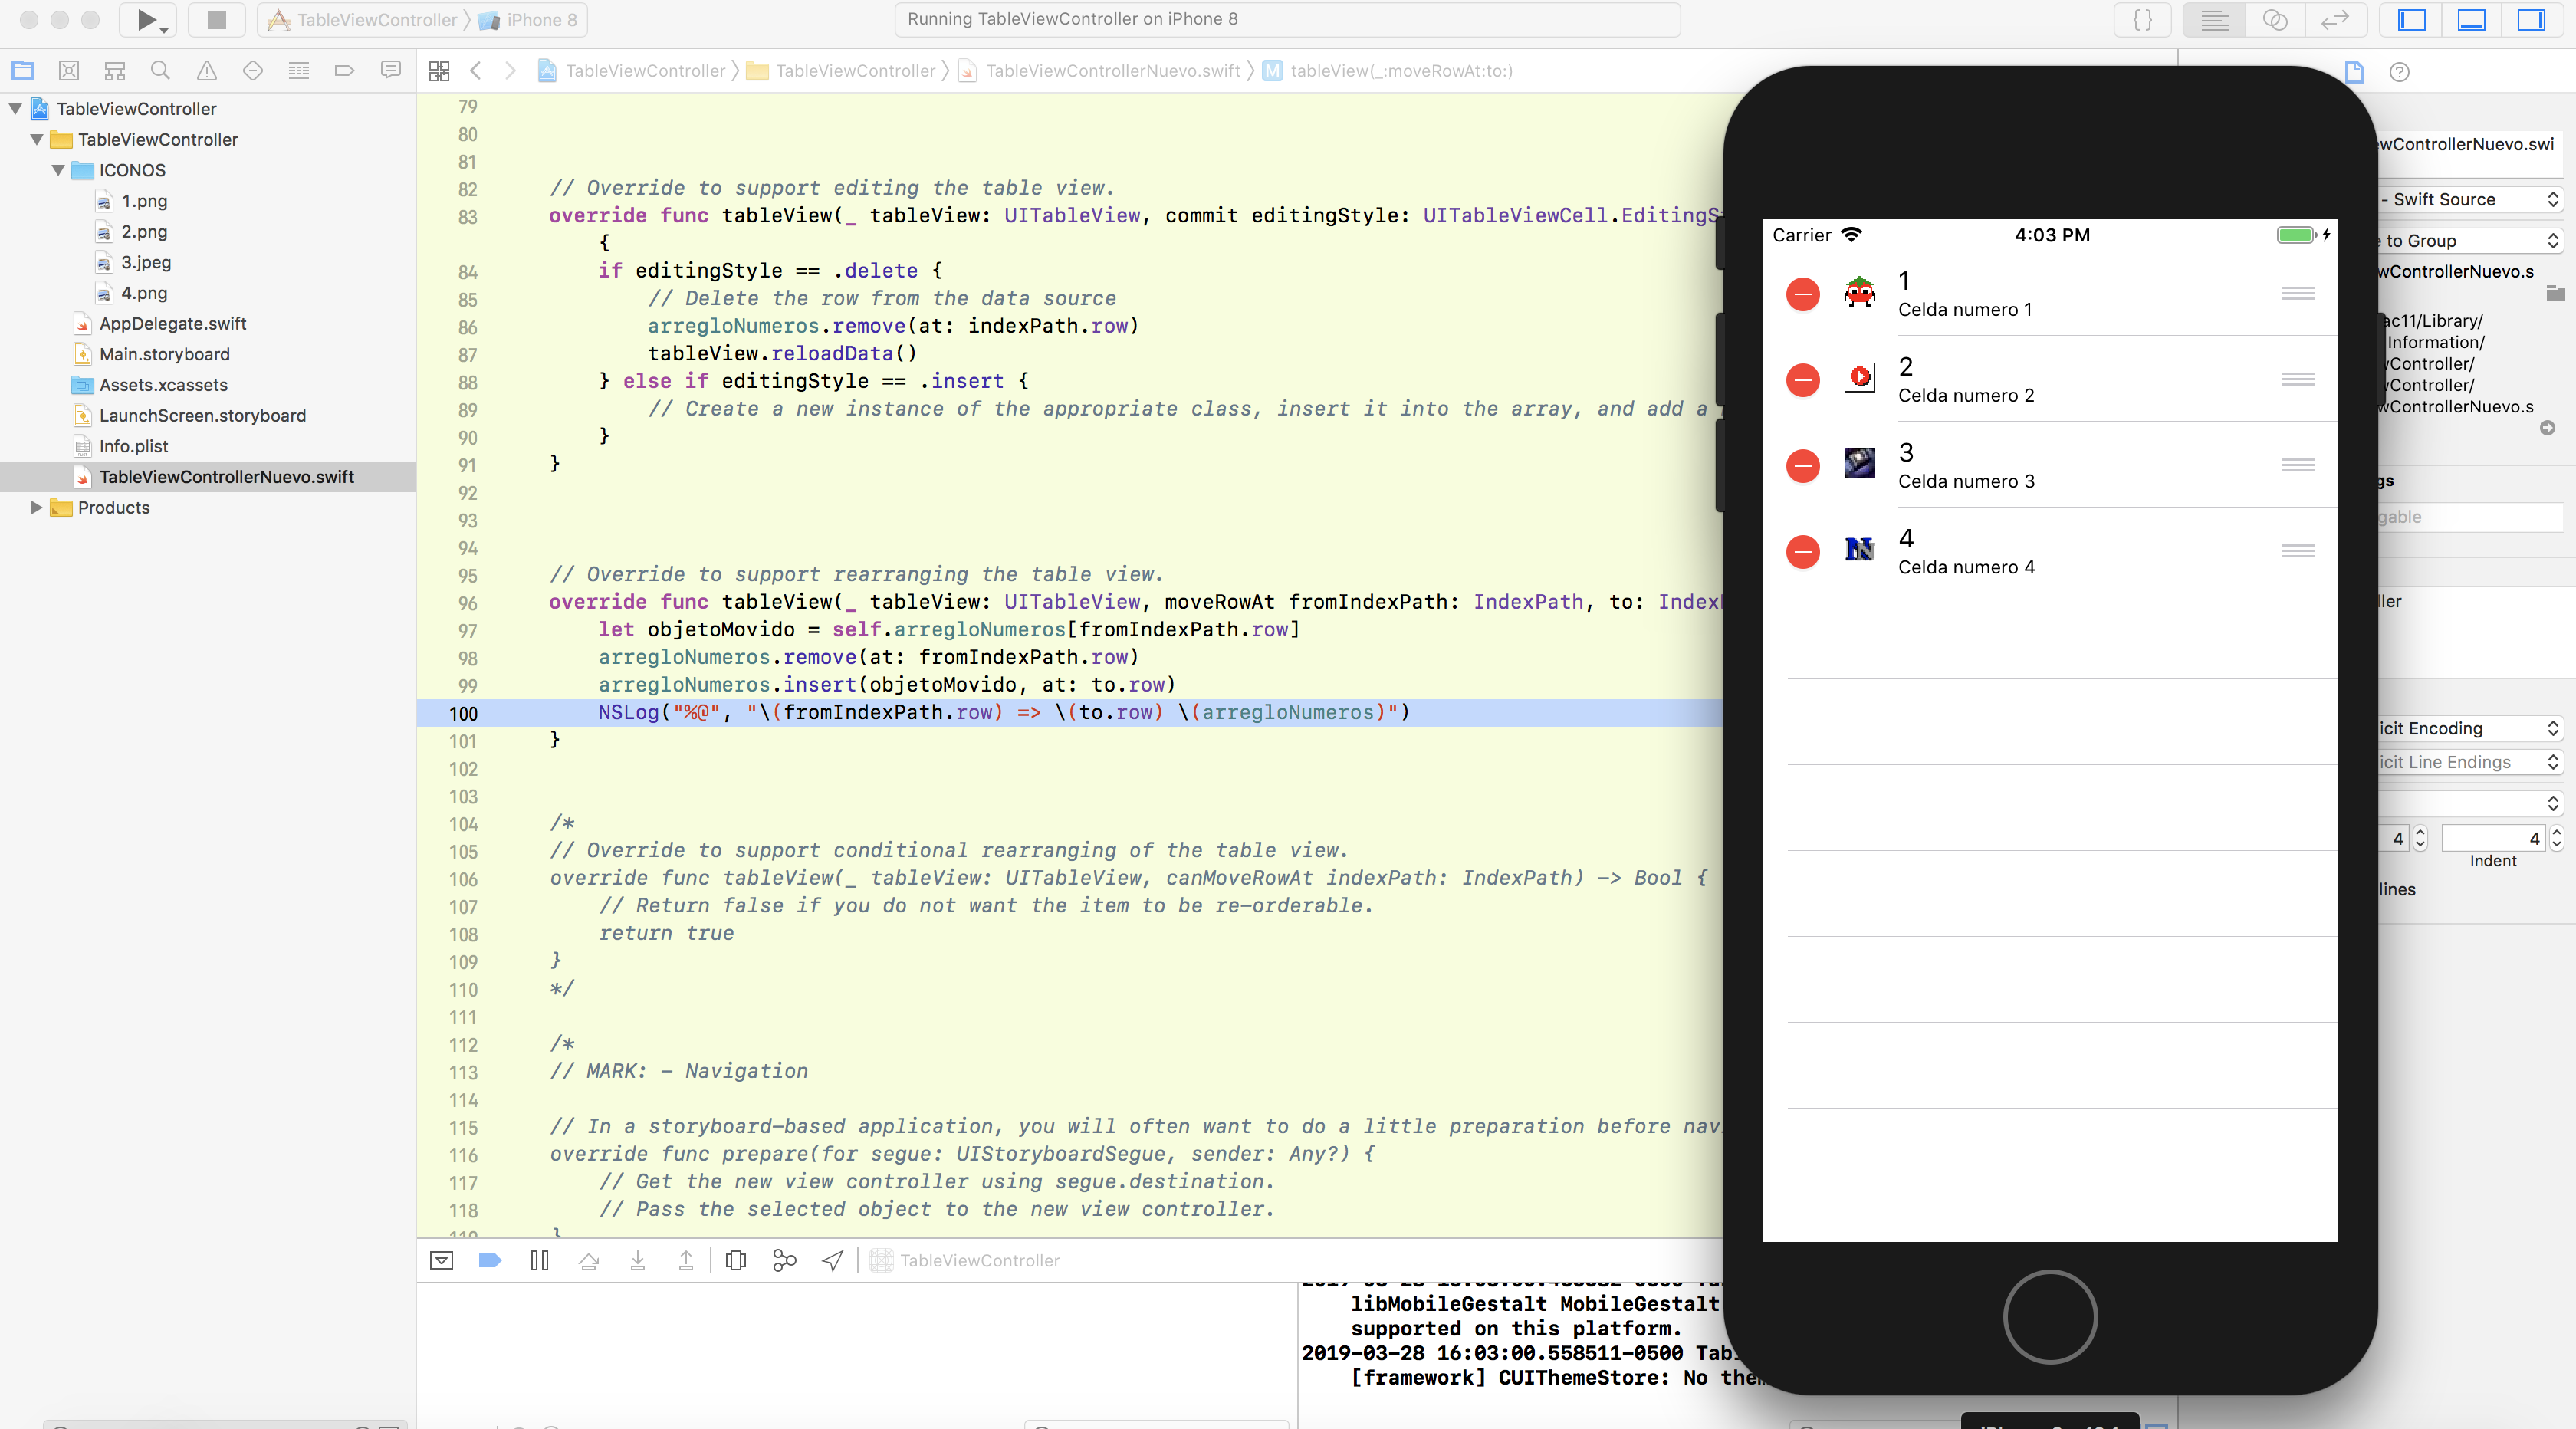 TableViewController iPhone 8
Running TableViewController on iPhone 8
TableViewController TableViewController TableViewControllerNuevo.swift M tableView(_:moveRowAt:to:)
TableViewController
TableViewController
ICONOS
1.png
2.png
3.jpeg
4.png
AppDelegate.swift
Main.storyboard
Assets.xcassets
LaunchScreen.storyboard
Info.plist
TableViewControllerNuevo.swift
Products
79
80
81
82 // Override to support editing the table view.
83 override func tableView(_ tableView: UITableView, commit editingStyle: UITableViewCell.EditingS
{
84 if editingStyle == .delete {
85 // Delete the row from the data source
86 arregloNumeros.remove(at: indexPath.row)
87 tableView.reloadData()
88 } else if editingStyle == .insert {
89 // Create a new instance of the appropriate class, insert it into the array, and add a
90 }
91 }
92
93
94
95 // Override to support rearranging the table view.
96 override func tableView(_ tableView: UITableView, moveRowAt fromIndexPath: IndexPath, to: Index
97 let objetoMovido = self.arregloNumeros[fromIndexPath.row]
98 arregloNumeros.remove(at: fromIndexPath.row)
99 arregloNumeros.insert(objetoMovido, at: to.row)
100 NSLog("%@", "\(fromIndexPath.row) => \(to.row) \(arregloNumeros)")
101 }
102
103
104 /*
105 // Override to support conditional rearranging of the table view.
106 override func tableView(_ tableView: UITableView, canMoveRowAt indexPath: IndexPath) -> Bool {
107 // Return false if you do not want the item to be re-orderable.
108 return true
109 }
110 */
111
112 /*
113 // MARK: - Navigation
114
115 // In a storyboard-based application, you will often want to do a little preparation before nav
116 override func prepare(for segue: UIStoryboardSegue, sender: Any?) {
117 // Get the new view controller using segue.destination.
118 // Pass the selected object to the new view controller.
119 }
TableViewController
libMobileGestalt MobileGestalt
supported on this platform.
2019-03-28 16:03:00.558511-0500 Tab
[framework] CUIThemeStore: No the
Carrier 4:03 PM
1
Celda numero 1
2
Celda numero 2
3
Celda numero 3
4
Celda numero 4
N
wControllerNuevo.swi
- Swift Source
to Group
wControllerNuevo.s
ac11/Library/
Information/
wController/
wController/
wControllerNuevo.s
gs
gable
ller
icit Encoding
icit Line Endings
4 4
Indent
lines